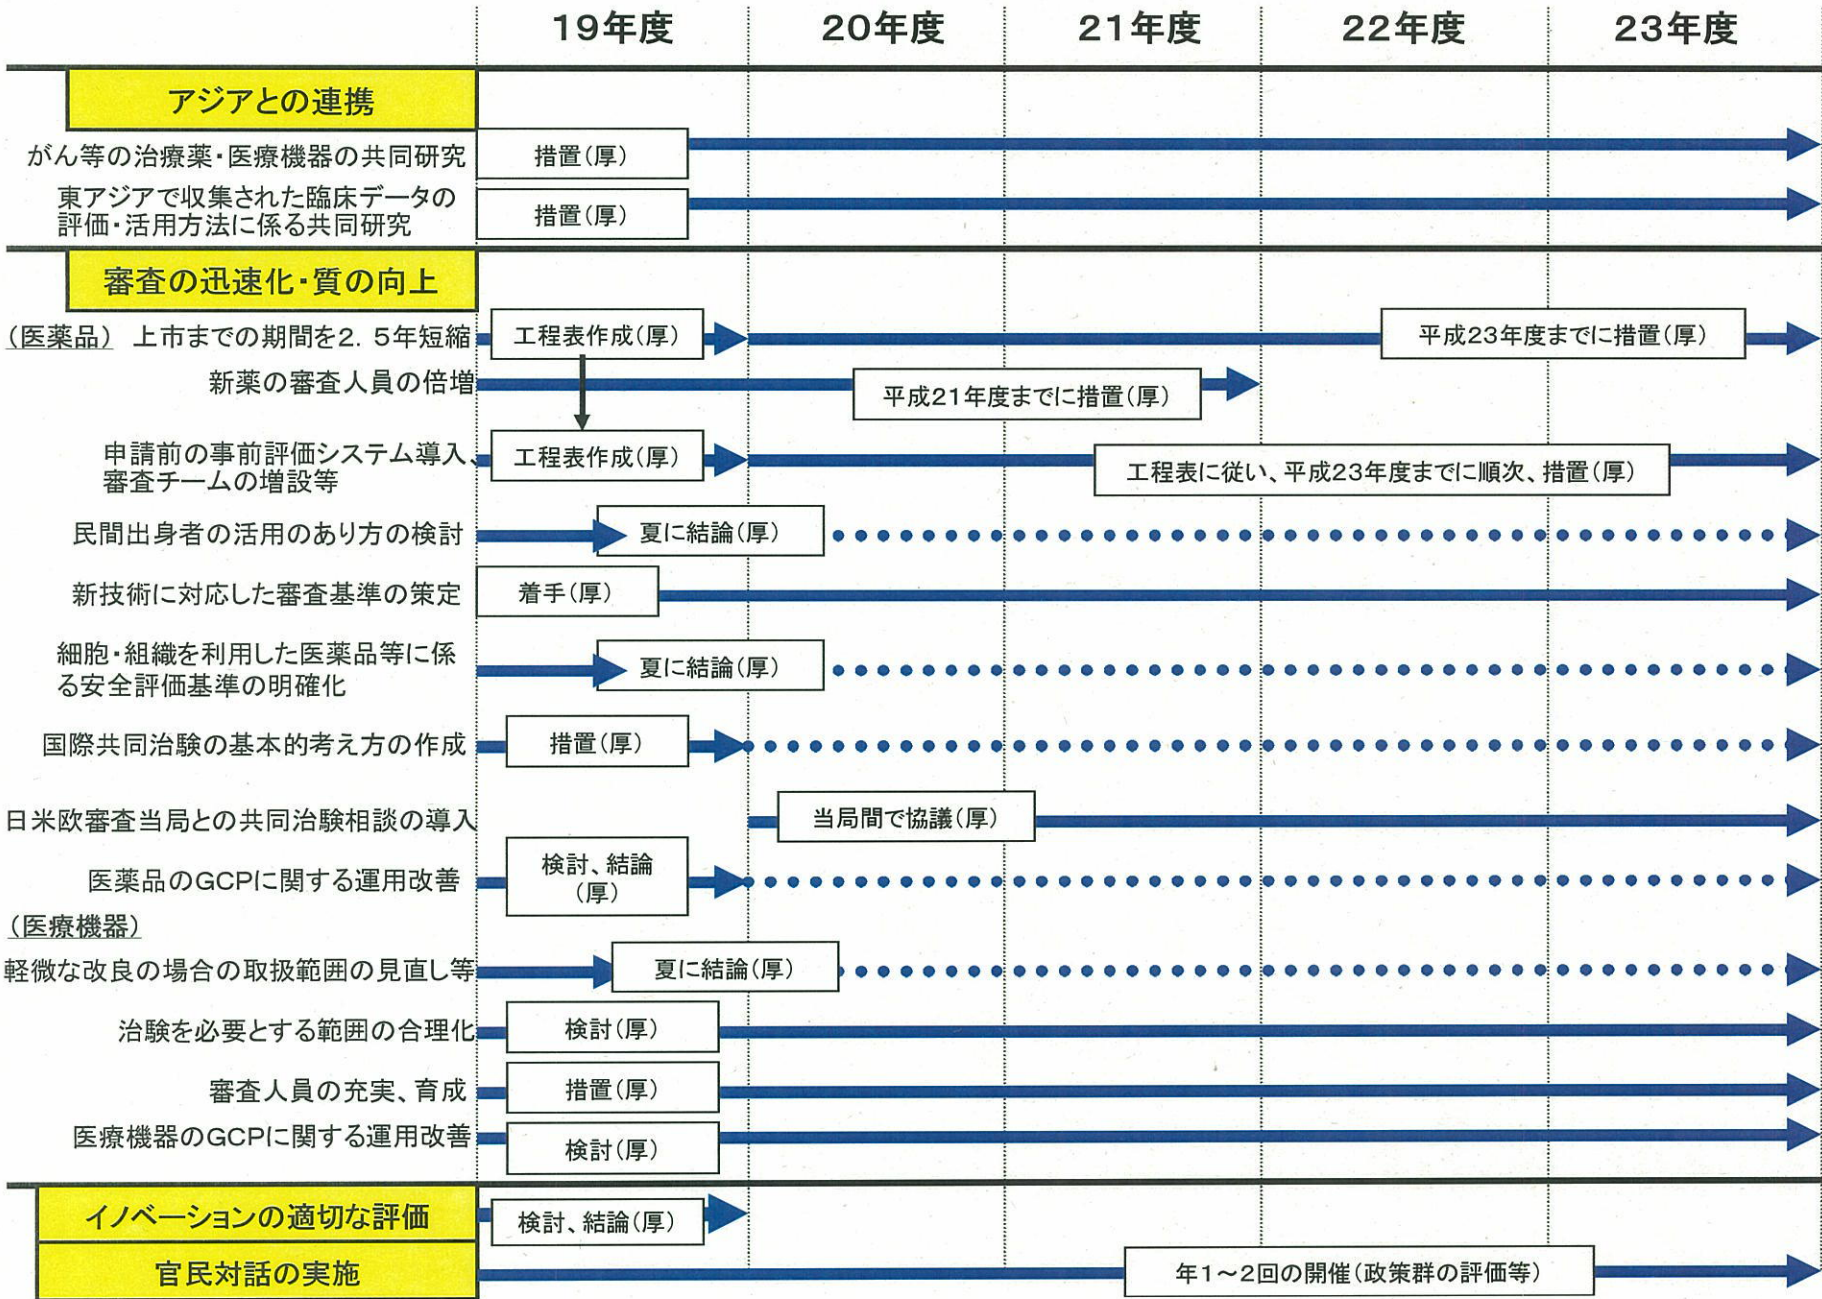 19年度 20年度 21年度 22年度 23年度
アジアとの連携
がん等の治療薬・医療機器の共同研究 措置(厚)
東アジアで収集された臨床データの
評価・活用方法に係る共同研究 措置(厚)
審査の迅速化・質の向上
(医薬品) 上市までの期間を2.5年短縮 工程表作成(厚) 平成23年度までに措置(厚)
新薬の審査人員の倍増 平成21年度までに措置(厚)
申請前の事前評価システム導入、
審査チームの増設等 工程表作成(厚) 工程表に従い、平成23年度までに順次、措置(厚)
民間出身者の活用のあり方の検討 夏に結論(厚)
新技術に対応した審査基準の策定 着手(厚)
細胞・組織を利用した医薬品等に係
る安全評価基準の明確化 夏に結論(厚)
国際共同治験の基本的考え方の作成 措置(厚)
日米欧審査当局との共同治験相談の導入 当局間で協議(厚)
医薬品のGCPに関する運用改善 検討、結論
(厚)
(医療機器)
軽微な改良の場合の取扱範囲の見直し等 夏に結論(厚)
治験を必要とする範囲の合理化 検討(厚)
審査人員の充実、育成 措置(厚)
医療機器のGCPに関する運用改善 検討(厚)
イノベーションの適切な評価 検討、結論(厚)
官民対話の実施 年1~2回の開催(政策群の評価等)